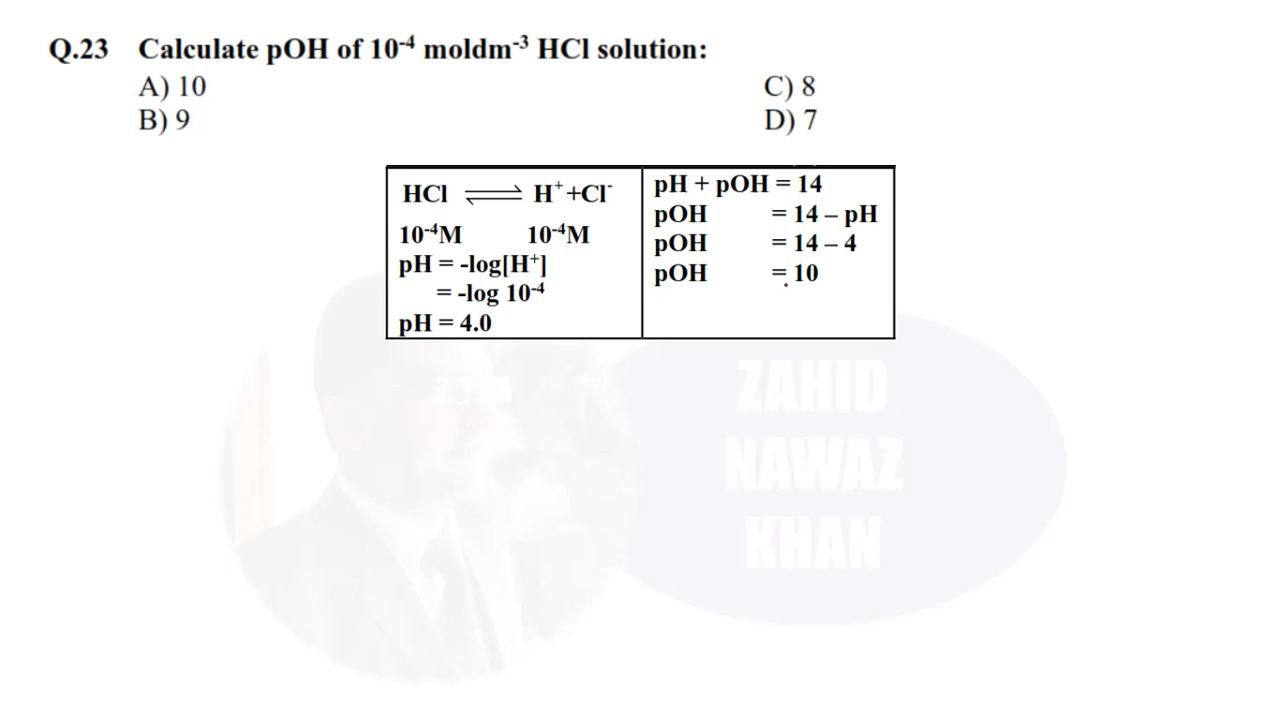 Q.23 Calculate pOH of 10⁻⁴ moldm⁻³ HCl solution:
A) 10
C) 8
B) 9
D) 7
HCl ⇌ H⁺+Cl⁻
10⁻⁴M 10⁻⁴M
pH = -log[H⁺]
= -log 10⁻⁴
pH = 4.0
pH + pOH = 14
pOH = 14 – pH
pOH = 14 – 4
pOH = 10
ZAHID
NAWAZ
KHAN